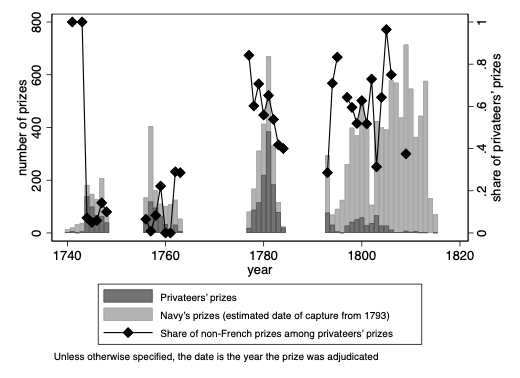 800
600
400
200
0
number of prizes
1
.8
.6
.4
.2
0
share of privateers' prizes
1740 1760 1780 1800 1820
year
Privateers' prizes
Navy's prizes (estimated date of capture from 1793)
Share of non-French prizes among privateers' prizes
Unless otherwise specified, the date is the year the prize was adjudicated